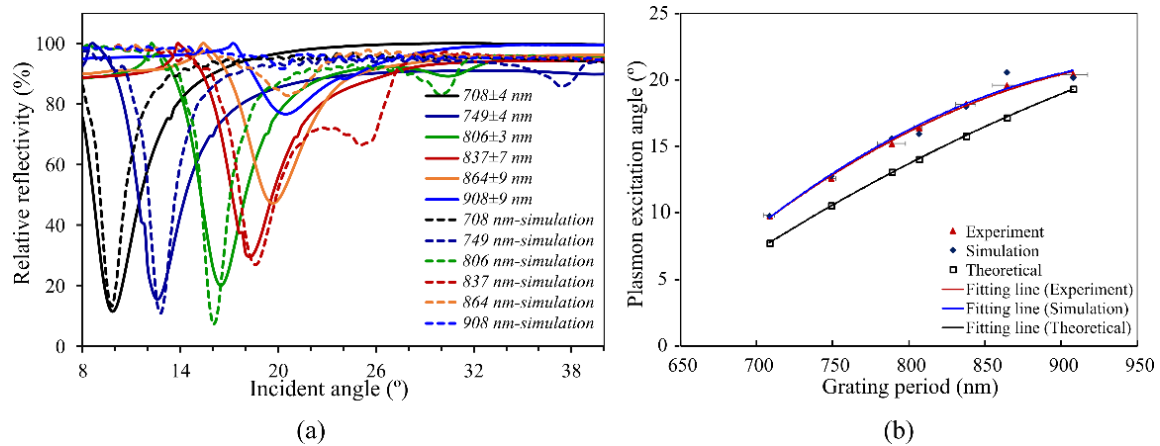 Relative reflectivity (%)
100
80
60
40
20
0
8
14
20
26
32
38
Incident angle (º)
708±4 nm
749±4 nm
806±3 nm
837±7 nm
864±9 nm
908±9 nm
708 nm-simulation
749 nm-simulation
806 nm-simulation
837 nm-simulation
864 nm-simulation
908 nm-simulation
(a)
Plasmon excitation angle (º)
25
20
15
10
5
0
650
700
750
800
850
900
950
Grating period (nm)
Experiment
Simulation
Theoretical
Fitting line (Experiment)
Fitting line (Simulation)
Fitting line (Theoretical)
(b)